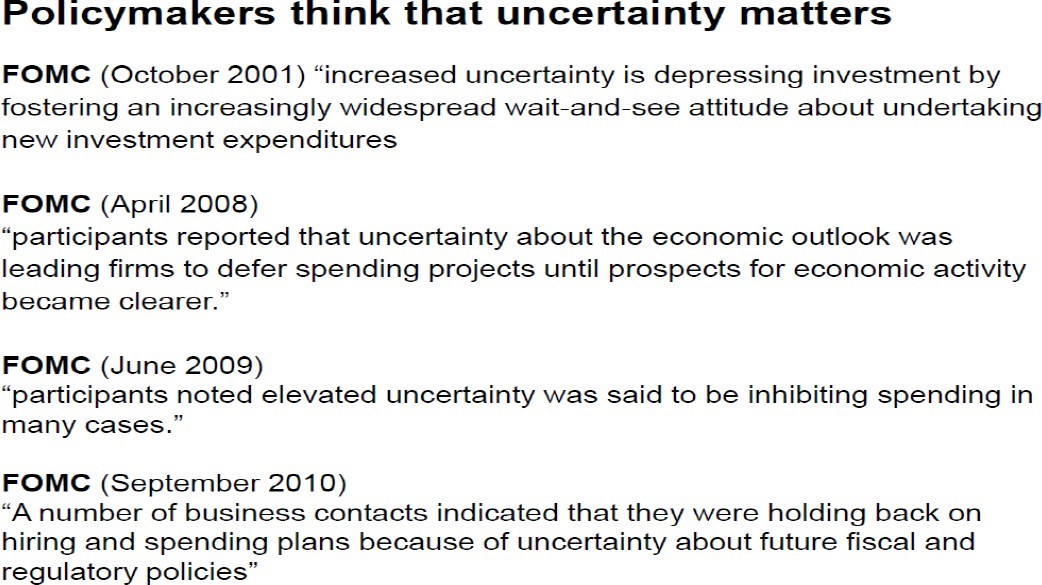 Policymakers think that uncertainty matters
FOMC (October 2001) “increased uncertainty is depressing investment by
fostering an increasingly widespread wait-and-see attitude about undertaking
new investment expenditures
FOMC (April 2008)
“participants reported that uncertainty about the economic outlook was
leading firms to defer spending projects until prospects for economic activity
became clearer.”
FOMC (June 2009)
“participants noted elevated uncertainty was said to be inhibiting spending in
many cases.”
FOMC (September 2010)
“A number of business contacts indicated that they were holding back on
hiring and spending plans because of uncertainty about future fiscal and
regulatory policies”